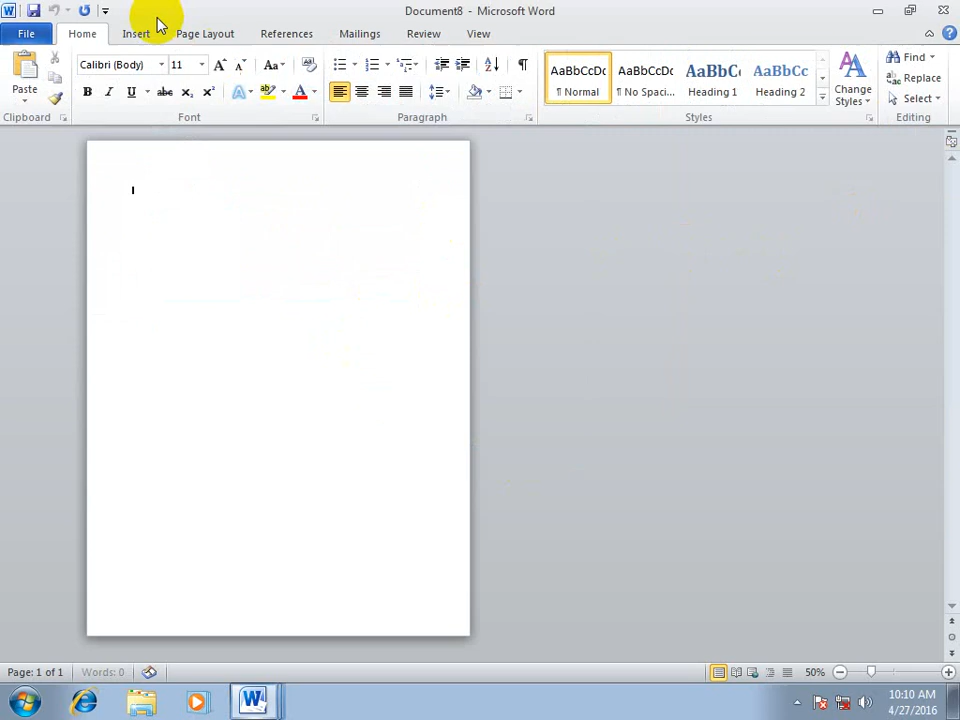 Document8 - Microsoft Word
File Home Insert Page Layout References Mailings Review View
Calibri (Body) 11
Paste
B I U abc X₂ X² A
Aa
AaBbCcDc AaBbCcDc AaBbC AaBbCc
¶ Normal ¶ No Spaci... Heading 1 Heading 2
Change Styles
Find
Replace
Select
Clipboard Font Paragraph Styles Editing
Page: 1 of 1 Words: 0 50%
10:10 AM
4/27/2016